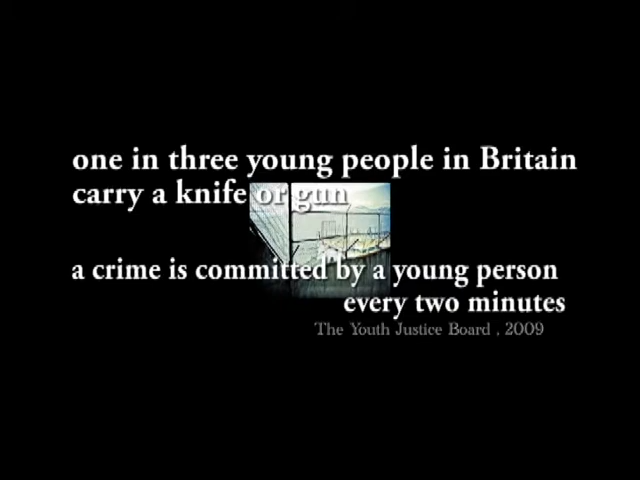 one in three young people in Britain
carry a knife or gun
a crime is committed by a young person
every two minutes
The Youth Justice Board , 2009